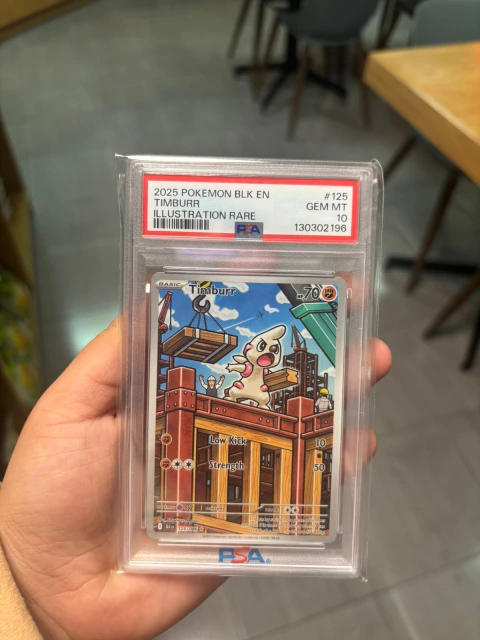 2025 POKEMON BLK EN #125
TIMBURR GEM MT
ILLUSTRATION RARE 10
PSA 130302196
BASIC
Timburr HP 70
Low Kick 10
Strength 50
PSA